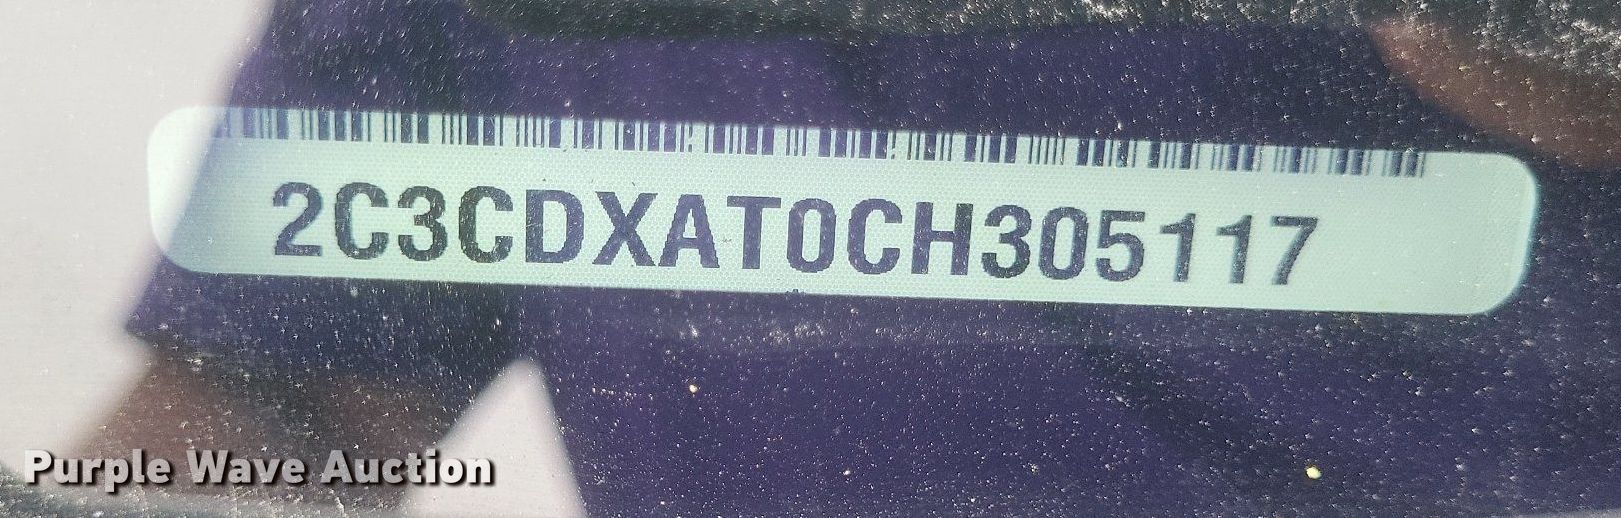 2C3CDXAT0CH305117
Purple Wave Auction